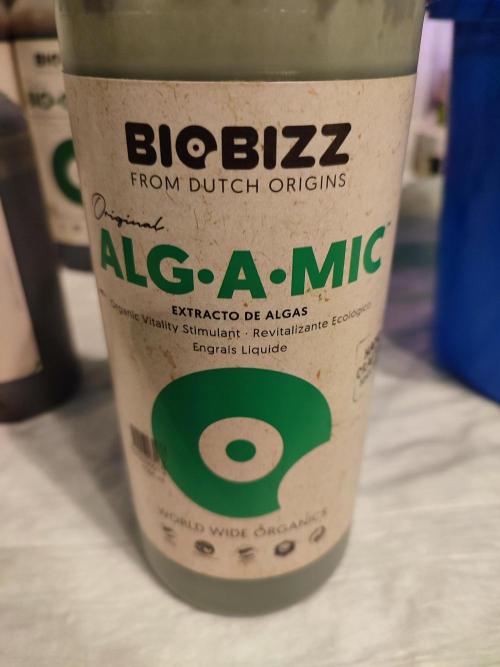 BIOBIZZ
FROM DUTCH ORIGINS
Original
ALG•A•MIC™
EXTRACTO DE ALGAS
Organic Vitality Stimulant · Revitalizante Ecológico
Engrais Liquide
WORLD WIDE ORGANICS